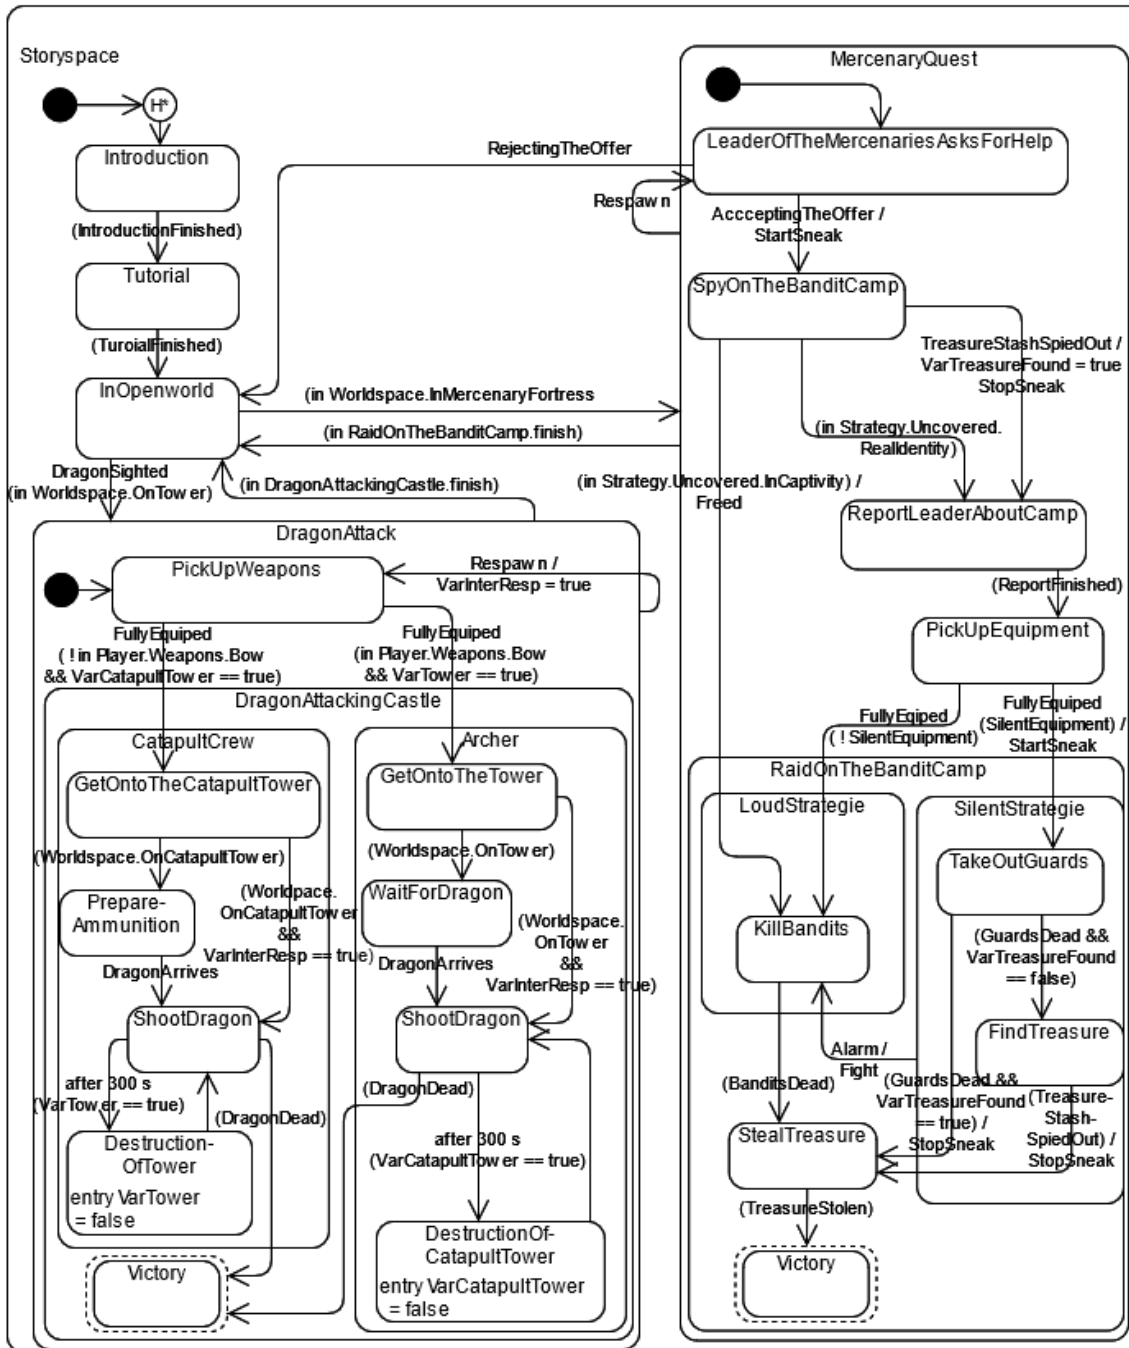 Storyspace
H*
Introduction
(IntroductionFinished)
Tutorial
(TuroialFinished)
InOpenworld
DragonSighted
(in Worldspace.OnTower)
RejectingTheOffer
(in Worldspace.InMercenaryFortress
(in RaidOnTheBanditCamp.finish)
(in DragonAttackingCastle.finish)
MercenaryQuest
LeaderOfTheMercenariesAsksForHelp
Respawn
AccceptingTheOffer /
StartSneak
SpyOnTheBanditCamp
TreasureStashSpiedOut /
VarTreasureFound = true
StopSneak
(in Strategy.Uncovered.
RealIdentity)
(in Strategy.Uncovered.InCaptivity) /
Freed
ReportLeaderAboutCamp
(ReportFinished)
PickUpEquipment
FullyEqiped
( ! SilentEquipment)
FullyEquiped
(SilentEquipment) /
StartSneak
RaidOnTheBanditCamp
LoudStrategie
KillBandits
SilentStrategie
TakeOutGuards
(GuardsDead &&
VarTreasureFound
== false)
FindTreasure
Alarm /
Fight
(BanditsDead)
(GuardsDead &&
VarTreasureFound
== true) /
StopSneak
(Treasure-
Stash-
SpiedOut) /
StopSneak
StealTreasure
(TreasureStolen)
Victory
DragonAttack
PickUpWeapons
Respawn /
VarInterResp = true
FullyEquiped
( ! in Player.Weapons.Bow
&& VarCatapultTower == true)
FullyEquiped
(in Player.Weapons.Bow
&& VarTower == true)
DragonAttackingCastle
CatapultCrew
GetOntoTheCatapultTower
(Worldspace.OnCatapultTower)
Prepare-
Ammunition
(Worldpace.
OnCatapultTower
&&
VarInterResp == true)
DragonArrives
ShootDragon
after 300 s
(VarTower == true)
(DragonDead)
Destruction-
OfTower
entry VarTower
= false
Victory
Archer
GetOntoTheTower
(Worldspace.OnTower)
WaitForDragon
(Worldspace.
OnTower
&&
VarInterResp == true)
DragonArrives
ShootDragon
(DragonDead)
after 300 s
(VarCatapultTower == true)
DestructionOf-
CatapultTower
entry VarCatapultTower
= false